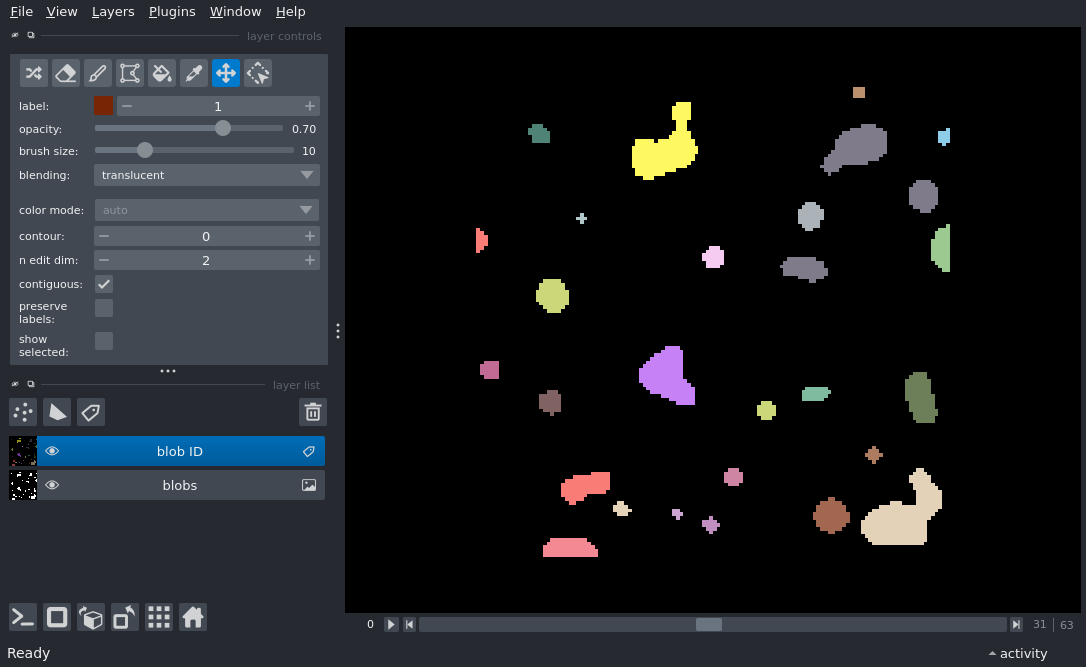 File View Layers Plugins Window Help
layer controls
label: 1
opacity: 0.70
brush size: 10
blending: translucent
color mode: auto
contour: 0
n edit dim: 2
contiguous:
preserve
labels:
show
selected:
layer list
blob ID
blobs
0 31 63
Ready activity